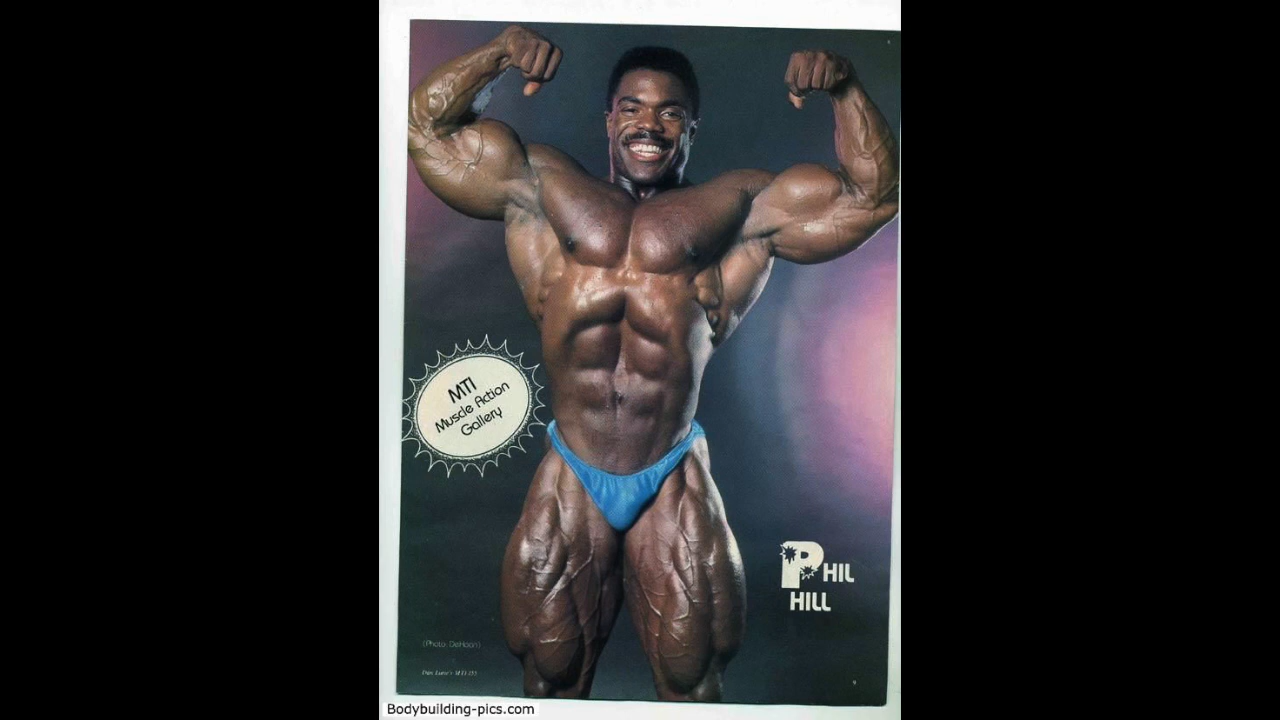 MTI
Muscle Action
Gallery
PHIL
HILL
(Photo: DeHaan)
Bodybuilding-pics.com